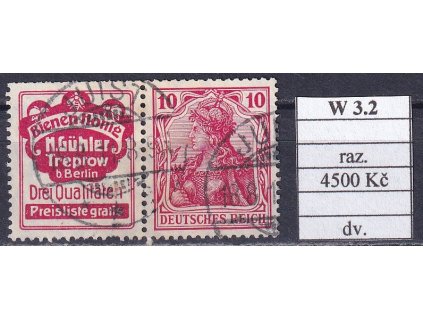 Bienen-Honig
H. Gühler
Treptow
b. Berlin
Drei Qualitäten
Preisliste gratis
10 10
DEUTSCHES REICH
W 3.2
raz.
4500 Kč
dv.